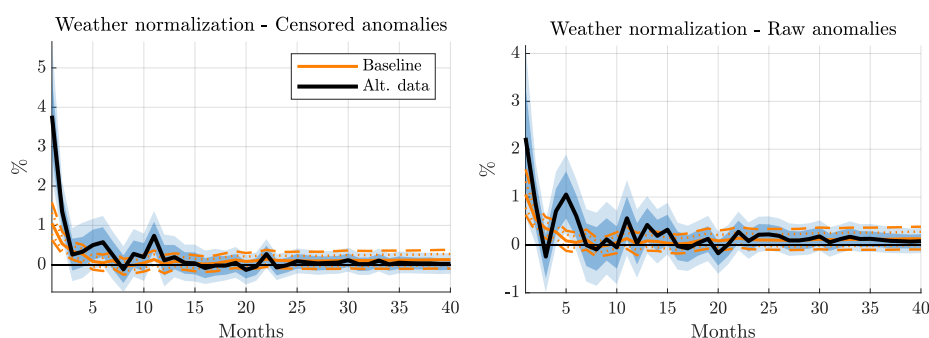 Weather normalization - Censored anomalies
%
5
4
3
2
1
0
Baseline
Alt. data
5 10 15 20 25 30 35 40
Months
Weather normalization - Raw anomalies
%
4
3
2
1
0
-1
5 10 15 20 25 30 35 40
Months